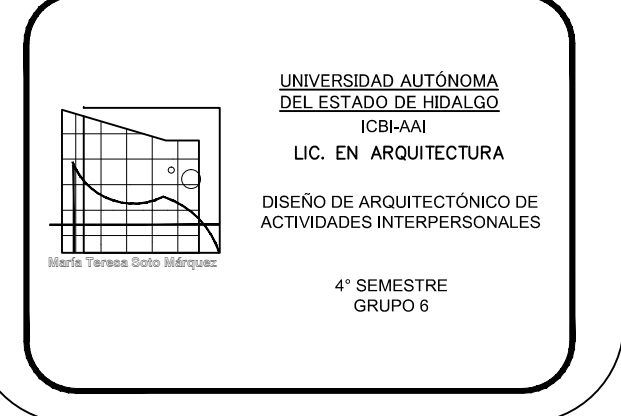 UNIVERSIDAD AUTÓNOMA
DEL ESTADO DE HIDALGO
ICBI-AAI
LIC. EN ARQUITECTURA
DISEÑO DE ARQUITECTÓNICO DE
ACTIVIDADES INTERPERSONALES
María Teresa Soto Márquez
4° SEMESTRE
GRUPO 6